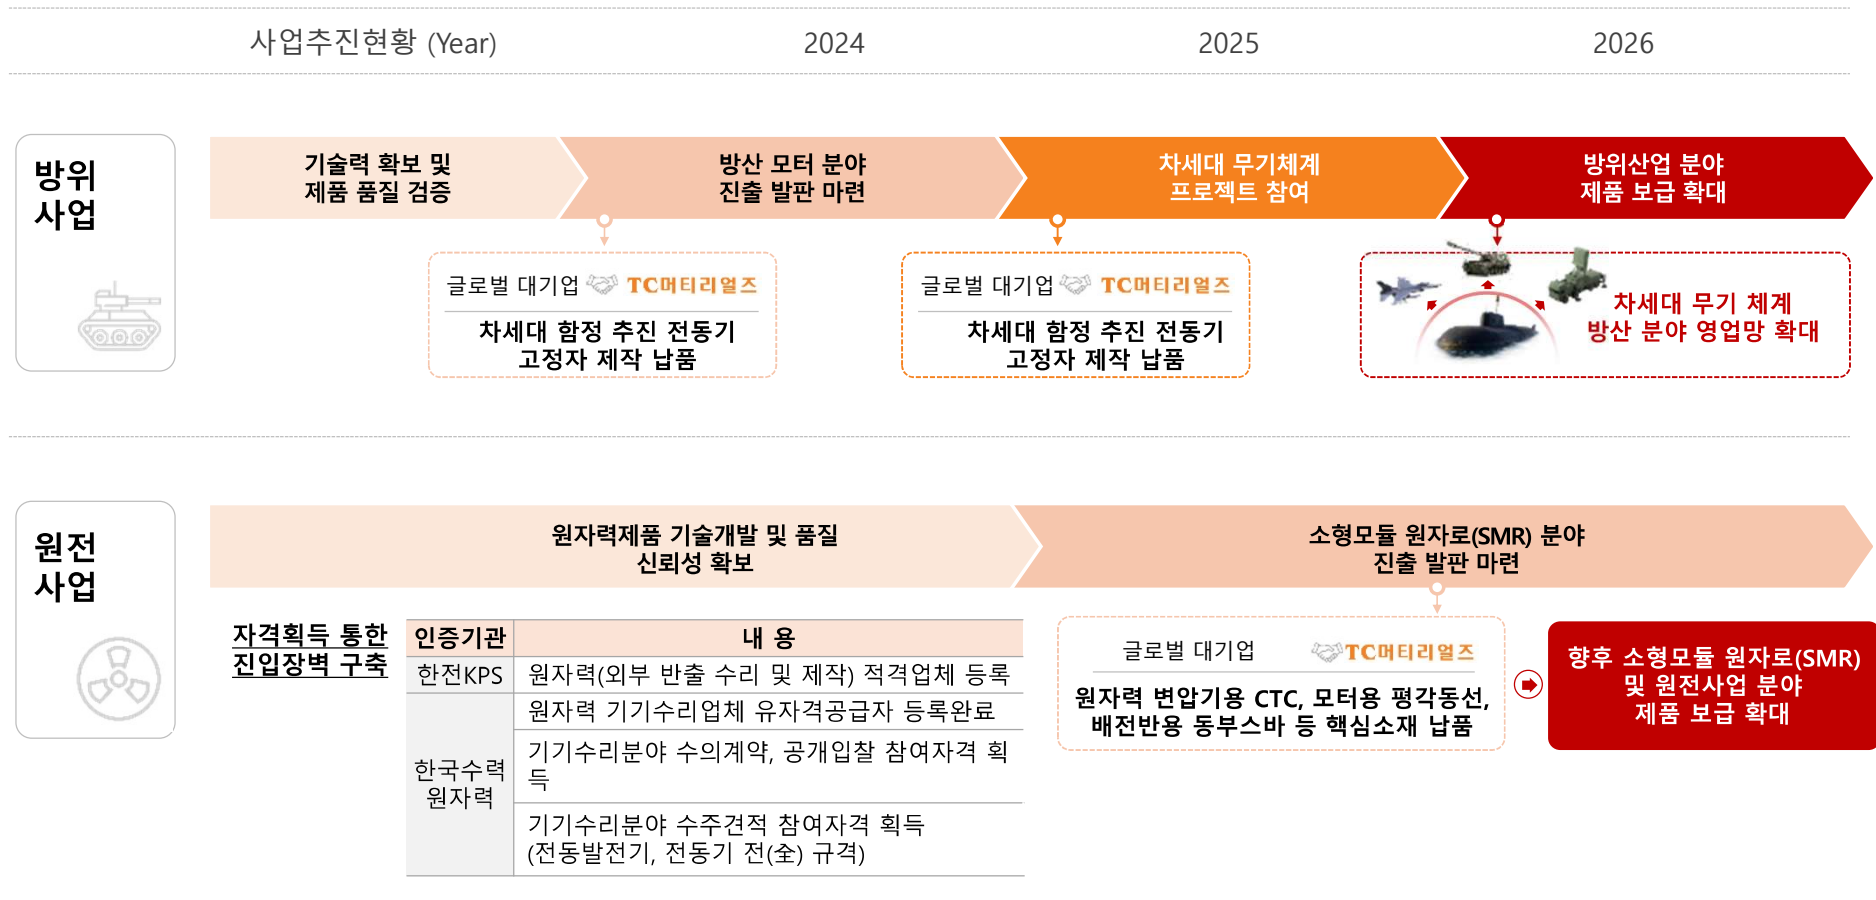 사업추진현황 (Year)
2024
2025
2026
방위
사업
기술력 확보 및
제품 품질 검증
방산 모터 분야
진출 발판 마련
차세대 무기체계
프로젝트 참여
방위산업 분야
제품 보급 확대
글로벌 대기업 TC머티리얼즈
차세대 함정 추진 전동기
고정자 제작 납품
글로벌 대기업 TC머티리얼즈
차세대 함정 추진 전동기
고정자 제작 납품
차세대 무기 체계
방산 분야 영업망 확대
원전
사업
원자력제품 기술개발 및 품질
신뢰성 확보
소형모듈 원자로(SMR) 분야
진출 발판 마련
자격획득 통한
진입장벽 구축
인증기관
내 용
한전KPS
원자력(외부 반출 수리 및 제작) 적격업체 등록
한국수력
원자력
원자력 기기수리업체 유자격공급자 등록완료
기기수리분야 수의계약, 공개입찰 참여자격 획
득
기기수리분야 수주견적 참여자격 획득
(전동발전기, 전동기 전(全) 규격)
글로벌 대기업 TC머티리얼즈
원자력 변압기용 CTC, 모터용 평각동선,
배전반용 동부스바 등 핵심소재 납품
향후 소형모듈 원자로(SMR)
및 원전사업 분야
제품 보급 확대